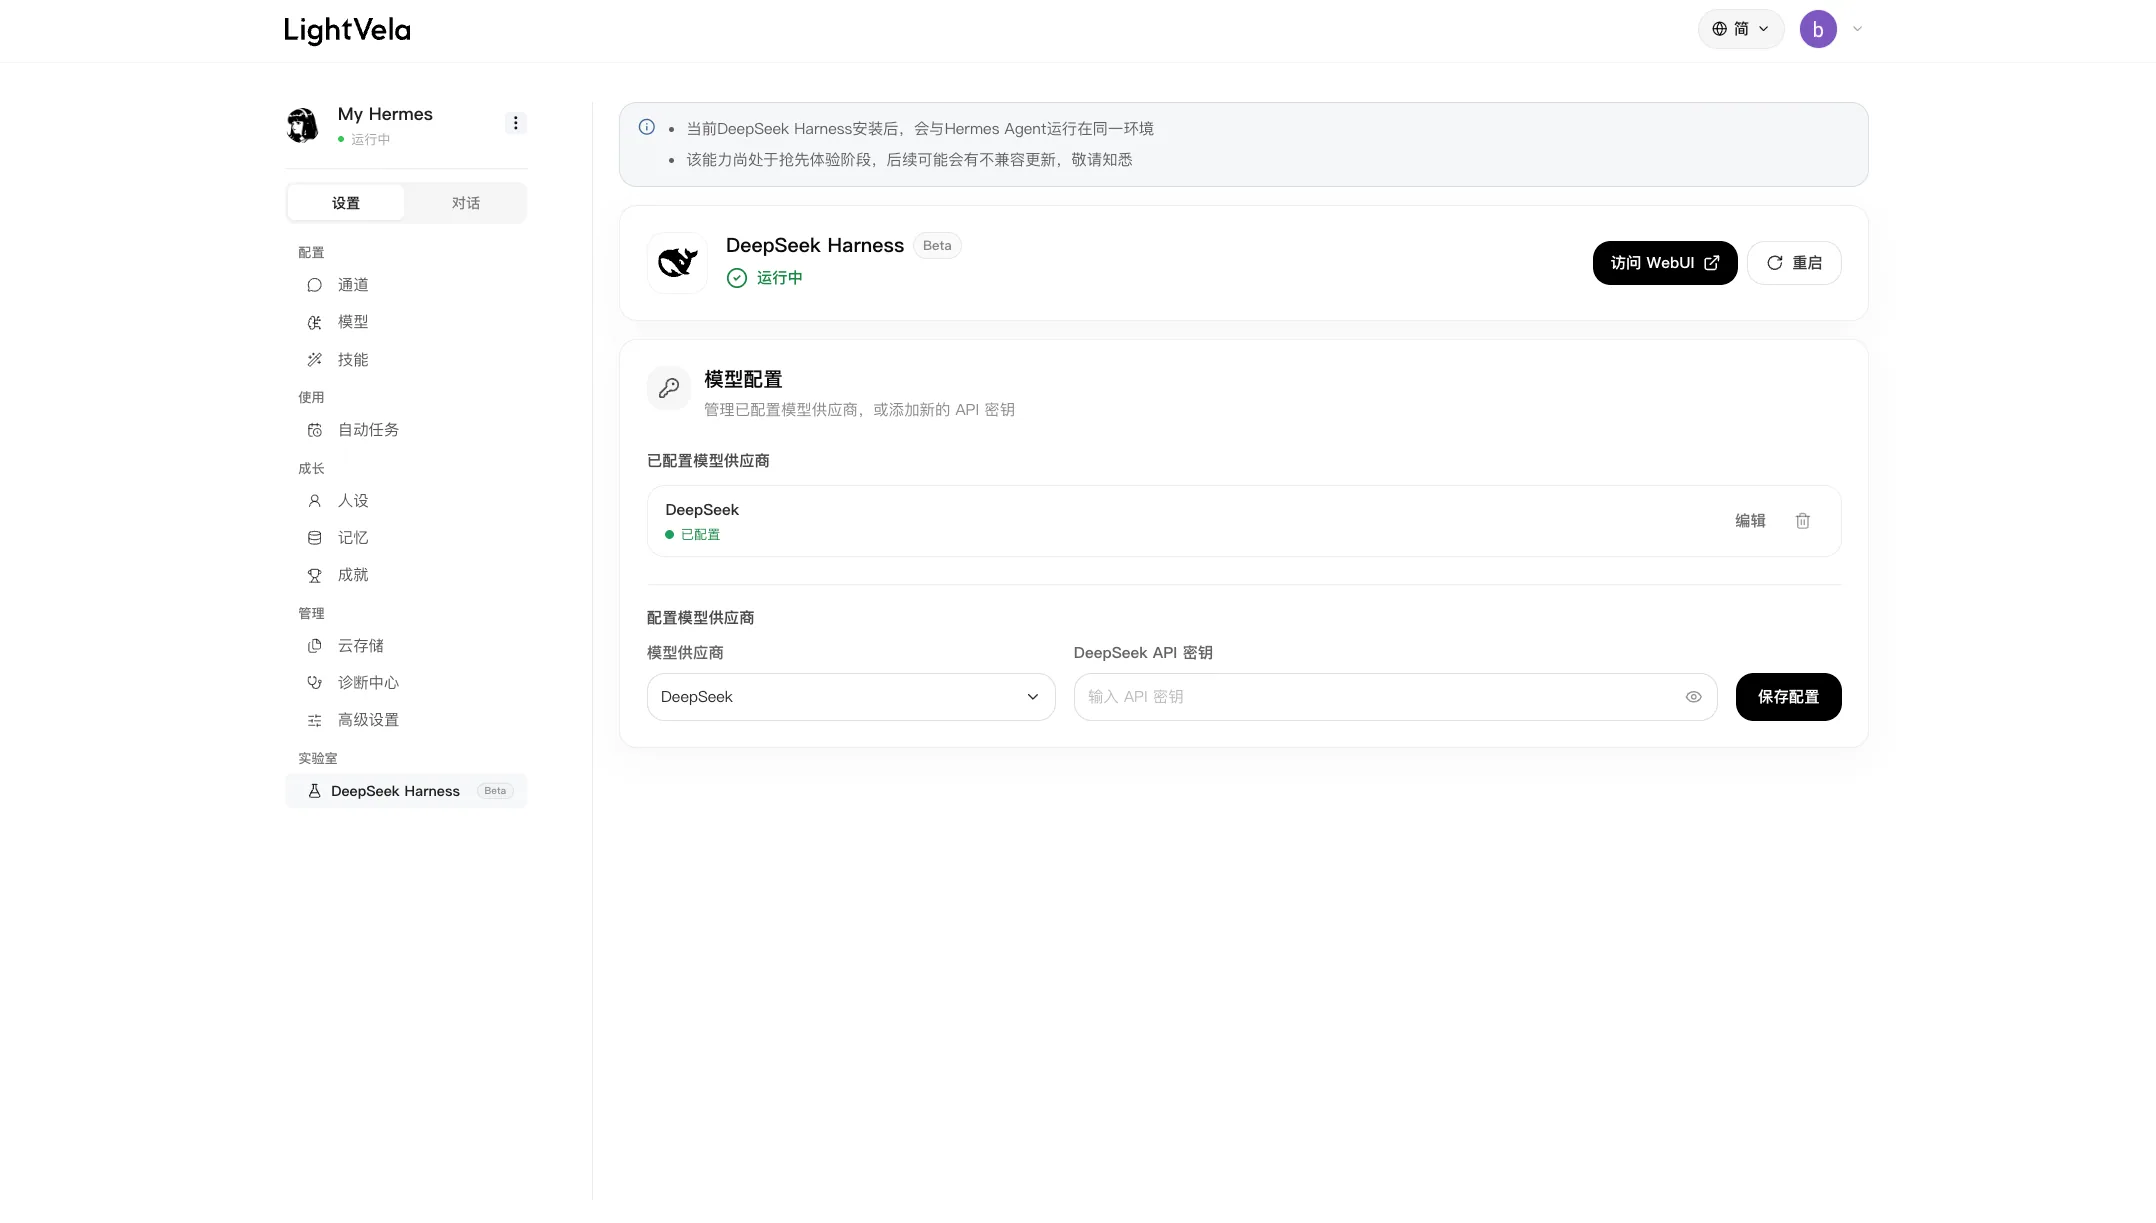 LightVela
简
b
My Hermes
运行中
设置
对话
配置
通道
模型
技能
使用
自动任务
成长
人设
记忆
成就
管理
云存储
诊断中心
高级设置
实验室
DeepSeek Harness Beta
当前DeepSeek Harness安装后，会与Hermes Agent运行在同一环境
该能力尚处于抢先体验阶段，后续可能会有不兼容更新，敬请知悉
DeepSeek Harness Beta
运行中
访问 WebUI
重启
模型配置
管理已配置模型供应商，或添加新的 API 密钥
已配置模型供应商
DeepSeek
已配置
编辑
配置模型供应商
模型供应商
DeepSeek API 密钥
DeepSeek
输入 API 密钥
保存配置